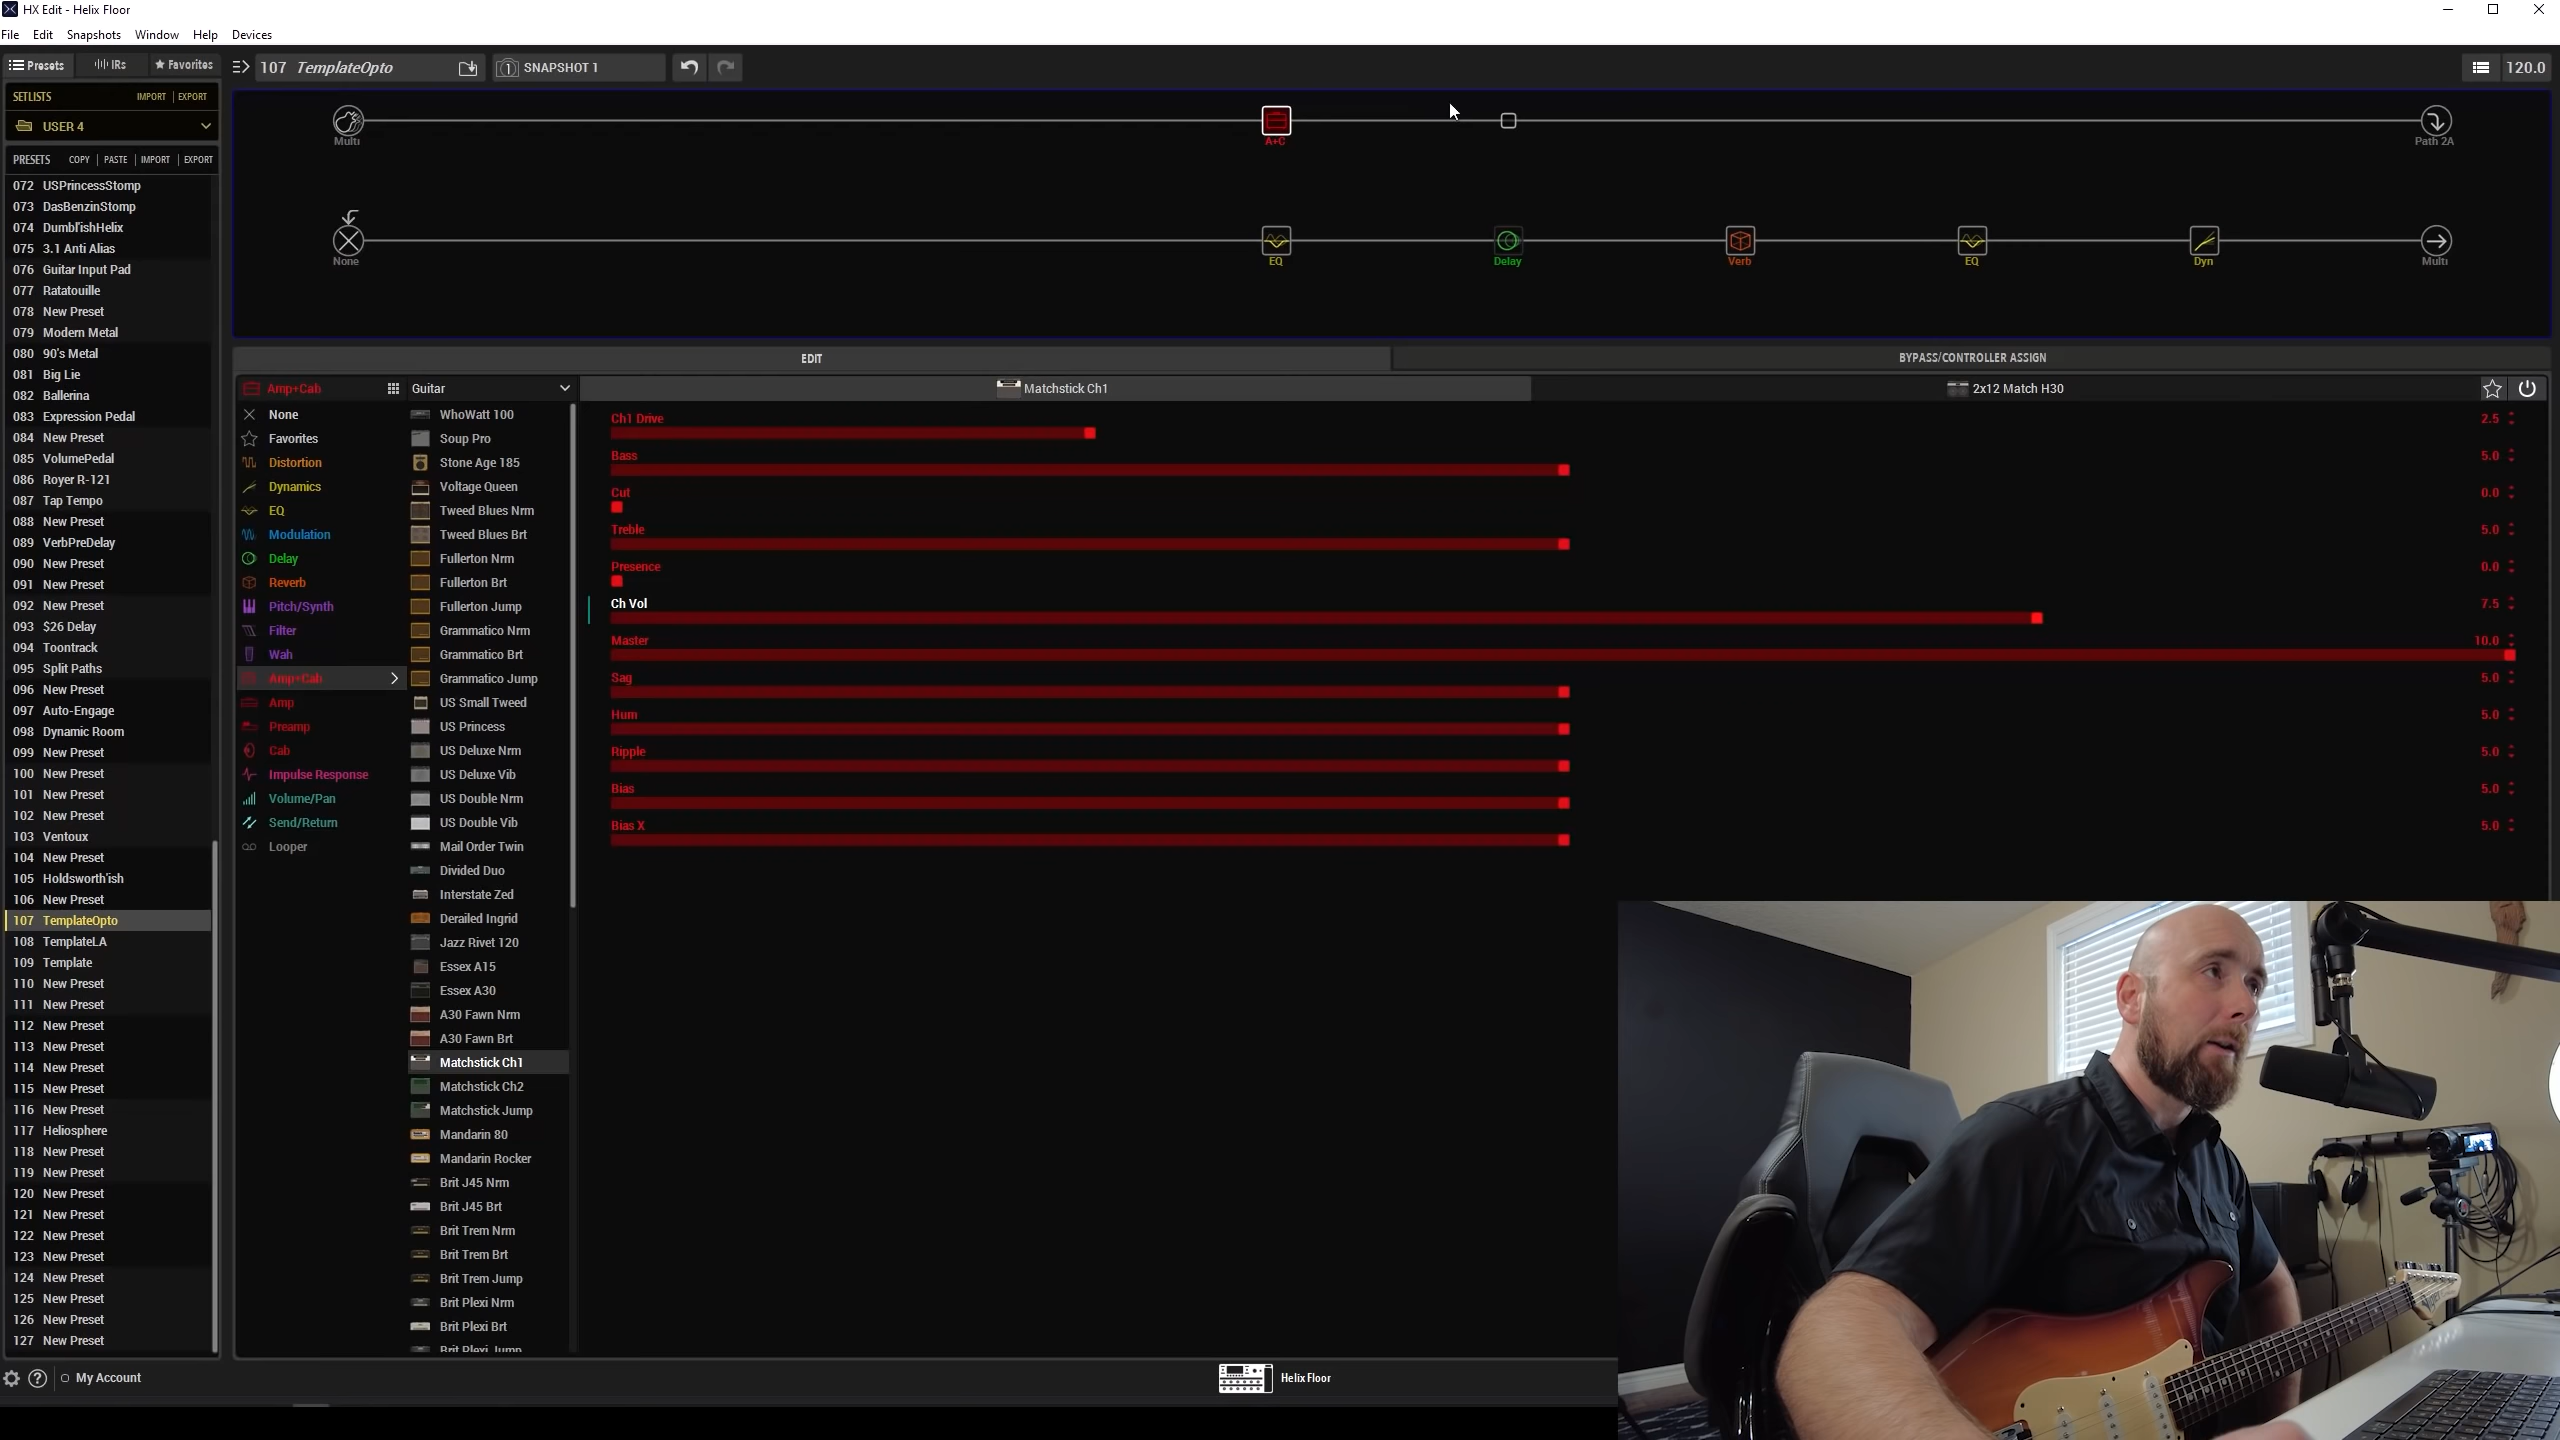 HX Edit - Helix Floor
File Edit Snapshots Window Help Devices
Presets IRs Favorites
107 TemplateOpto
1 SNAPSHOT 1
120.0
SETLISTS IMPORT | EXPORT
USER 4
PRESETS COPY | PASTE | IMPORT | EXPORT
072 USPrincessStomp
073 DasBenzinStomp
074 Dumbl'ishHelix
075 3.1 Anti Alias
076 Guitar Input Pad
077 Ratatouille
078 New Preset
079 Modern Metal
080 90's Metal
081 Big Lie
082 Ballerina
083 Expression Pedal
084 New Preset
085 VolumePedal
086 Royer R-121
087 Tap Tempo
088 New Preset
089 VerbPreDelay
090 New Preset
091 New Preset
092 New Preset
093 $26 Delay
094 Toontrack
095 Split Paths
096 New Preset
097 Auto-Engage
098 Dynamic Room
099 New Preset
100 New Preset
101 New Preset
102 New Preset
103 Ventoux
104 New Preset
105 Holdsworth'ish
106 New Preset
107 TemplateOpto
108 TemplateLA
109 Template
110 New Preset
111 New Preset
112 New Preset
113 New Preset
114 New Preset
115 New Preset
116 New Preset
117 Heliosphere
118 New Preset
119 New Preset
120 New Preset
121 New Preset
122 New Preset
123 New Preset
124 New Preset
125 New Preset
126 New Preset
127 New Preset
Multi A+C Path 2A
None EQ Delay Verb EQ Dyn Multi
EDIT
BYPASS/CONTROLLER ASSIGN
Amp+Cab
None
Favorites
Distortion
Dynamics
EQ
Modulation
Delay
Reverb
Pitch/Synth
Filter
Wah
Amp+Cab
Amp
Preamp
Cab
Impulse Response
Volume/Pan
Send/Return
Looper
Guitar
WhoWatt 100
Soup Pro
Stone Age 185
Voltage Queen
Tweed Blues Nrm
Tweed Blues Brt
Fullerton Nrm
Fullerton Brt
Fullerton Jump
Grammatico Nrm
Grammatico Brt
Grammatico Jump
US Small Tweed
US Princess
US Deluxe Nrm
US Deluxe Vib
US Double Nrm
US Double Vib
Mail Order Twin
Divided Duo
Interstate Zed
Derailed Ingrid
Jazz Rivet 120
Essex A15
Essex A30
A30 Fawn Nrm
A30 Fawn Brt
Matchstick Ch1
Matchstick Ch2
Matchstick Jump
Mandarin 80
Mandarin Rocker
Brit J45 Nrm
Brit J45 Brt
Brit Trem Nrm
Brit Trem Brt
Brit Trem Jump
Brit Plexi Nrm
Brit Plexi Brt
Brit Plexi Jump
Matchstick Ch1
2x12 Match H30
Ch1 Drive 2.5
Bass 5.0
Cut 0.0
Treble 5.0
Presence 0.0
Ch Vol 7.5
Master 10.0
Sag 5.0
Hum 5.0
Ripple 5.0
Bias 5.0
Bias X 5.0
My Account
Helix Floor